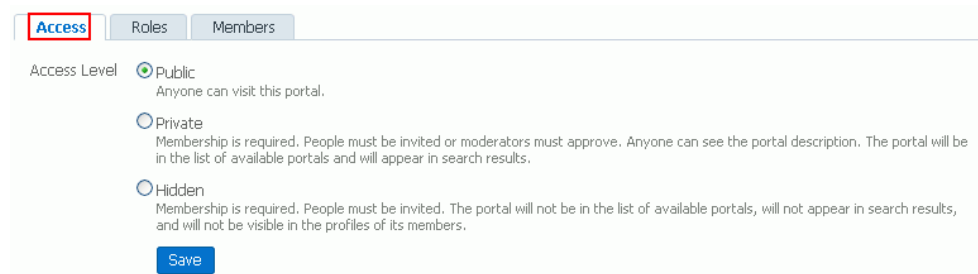 Access Roles Members
Access Level Public
Anyone can visit this portal.
Private
Membership is required. People must be invited or moderators must approve. Anyone can see the portal description. The portal will be
in the list of available portals and will appear in search results.
Hidden
Membership is required. People must be invited. The portal will not be in the list of available portals, will not appear in search results,
and will not be visible in the profiles of its members.
Save